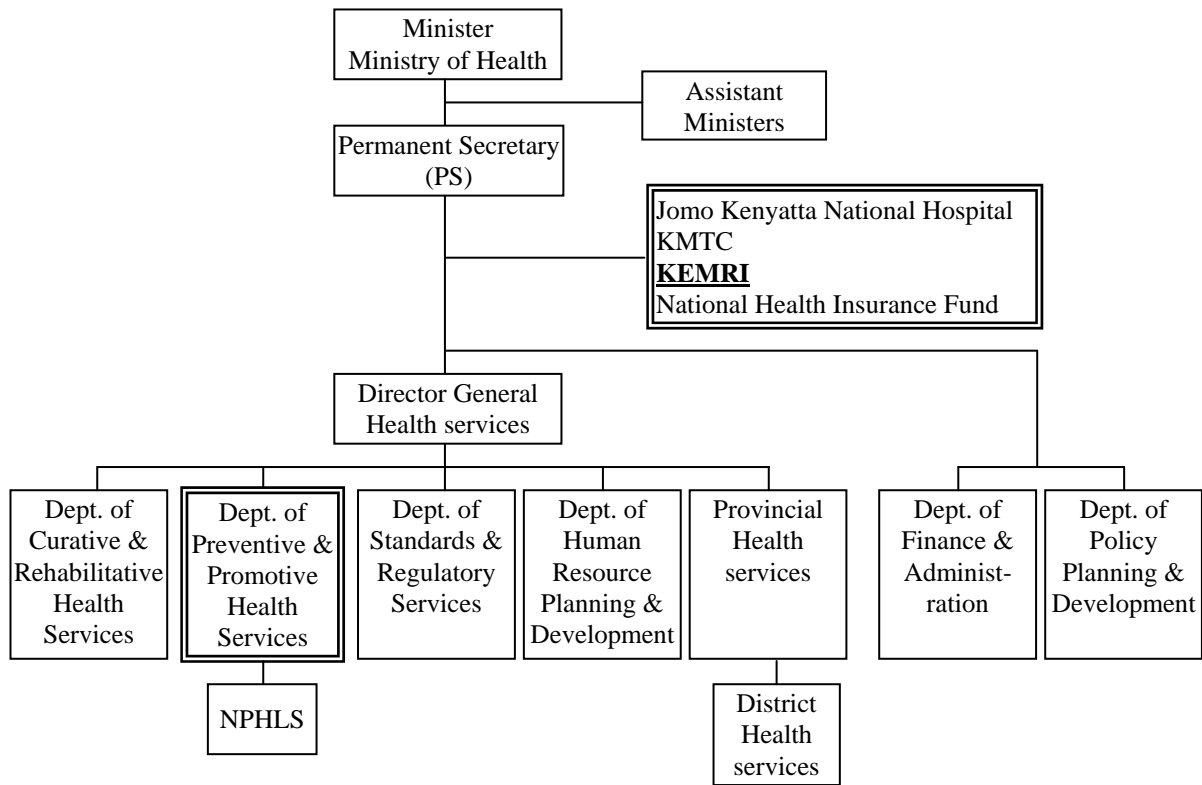 Minister
Ministry of Health
Assistant
Ministers
Permanent Secretary
(PS)
Jomo Kenyatta National Hospital
KMTC
KEMRI
National Health Insurance Fund
Director General
Health services
Dept. of
Curative &
Rehabilitative
Health
Services
Dept. of
Preventive &
Promotive
Health
Services
Dept. of
Standards &
Regulatory
Services
Dept. of
Human
Resource
Planning &
Development
Provincial
Health
services
Dept. of
Finance &
Administ-
ration
Dept. of
Policy
Planning &
Development
NPHLS
District
Health
services